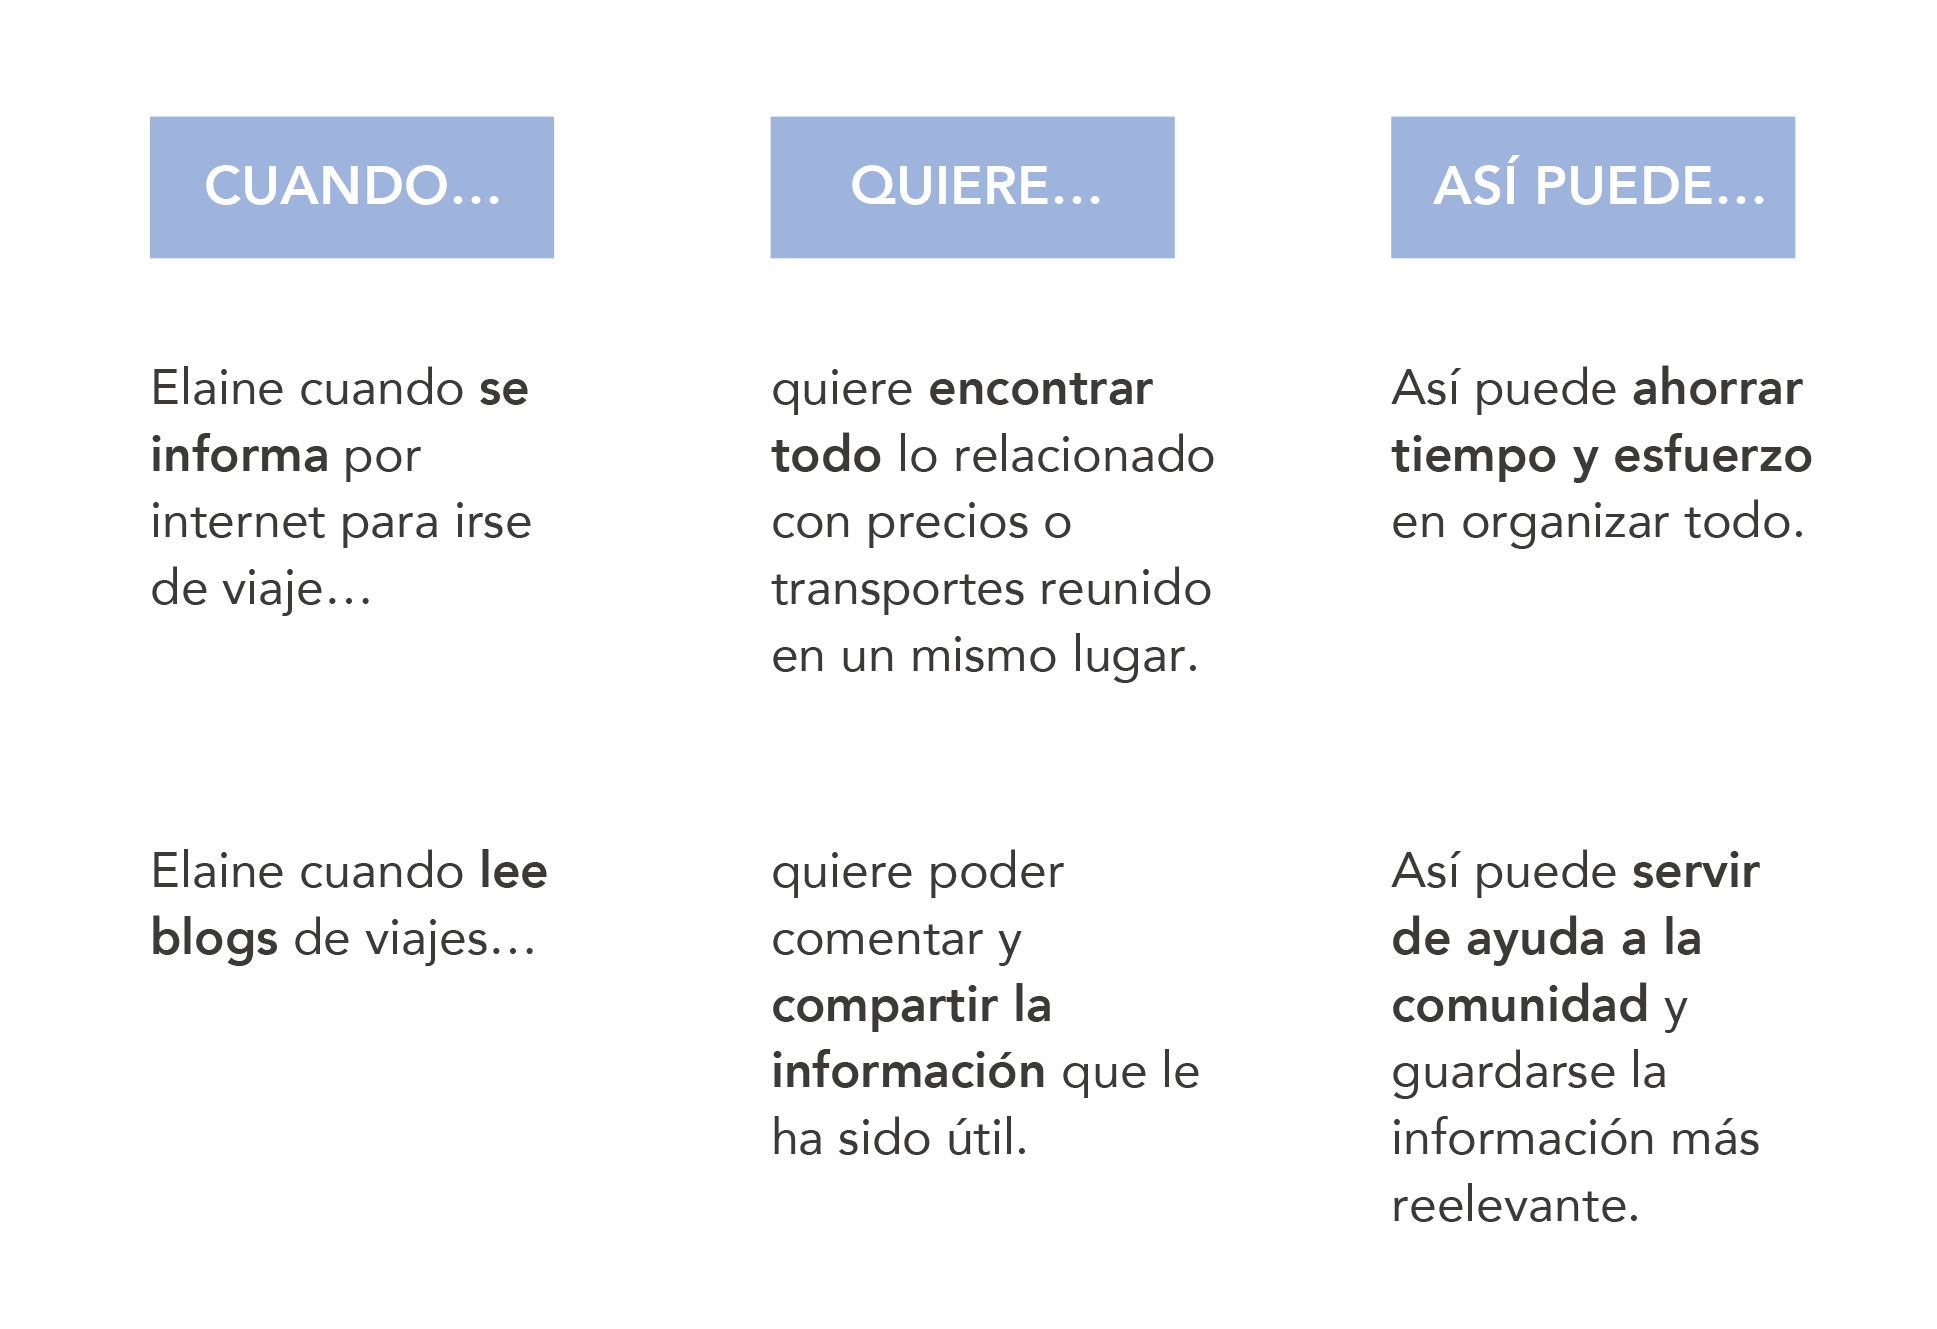 CUANDO…
QUIERE…
ASÍ PUEDE…
Elaine cuando se
informa por
internet para irse
de viaje…
quiere encontrar
todo lo relacionado
con precios o
transportes reunido
en un mismo lugar.
Así puede ahorrar
tiempo y esfuerzo
en organizar todo.
Elaine cuando lee
blogs de viajes…
quiere poder
comentar y
compartir la
información que le
ha sido útil.
Así puede servir
de ayuda a la
comunidad y
guardarse la
información más
reelevante.